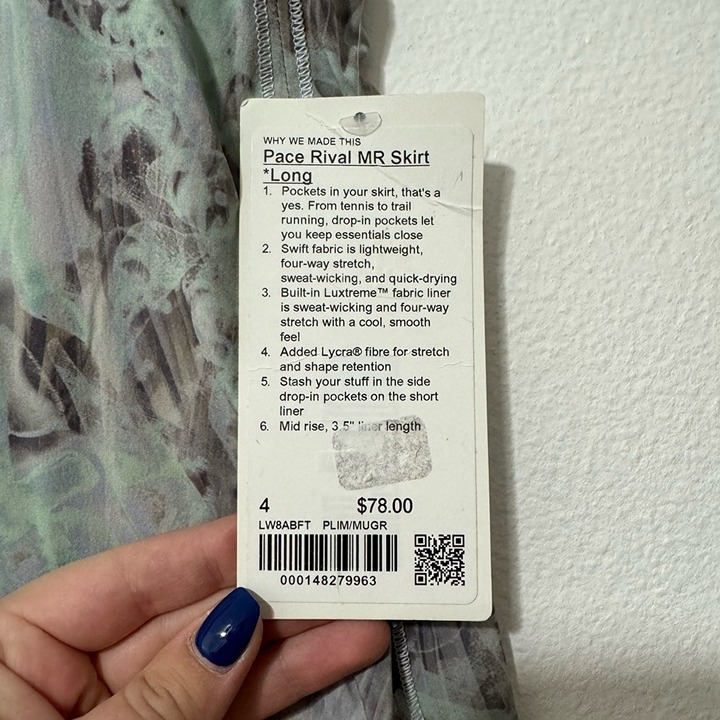 WHY WE MADE THIS
Pace Rival MR Skirt
*Long
1. Pockets in your skirt, that's a
yes. From tennis to trail
running, drop-in pockets let
you keep essentials close
2. Swift fabric is lightweight,
four-way stretch,
sweat-wicking, and quick-drying
3. Built-in Luxtreme™ fabric liner
is sweat-wicking and four-way
stretch with a cool, smooth
feel
4. Added Lycra® fibre for stretch
and shape retention
5. Stash your stuff in the side
drop-in pockets on the short
liner
6. Mid rise, 3.5" liner length
4 $78.00
LW8ABFT PLIM/MUGR
000148279963